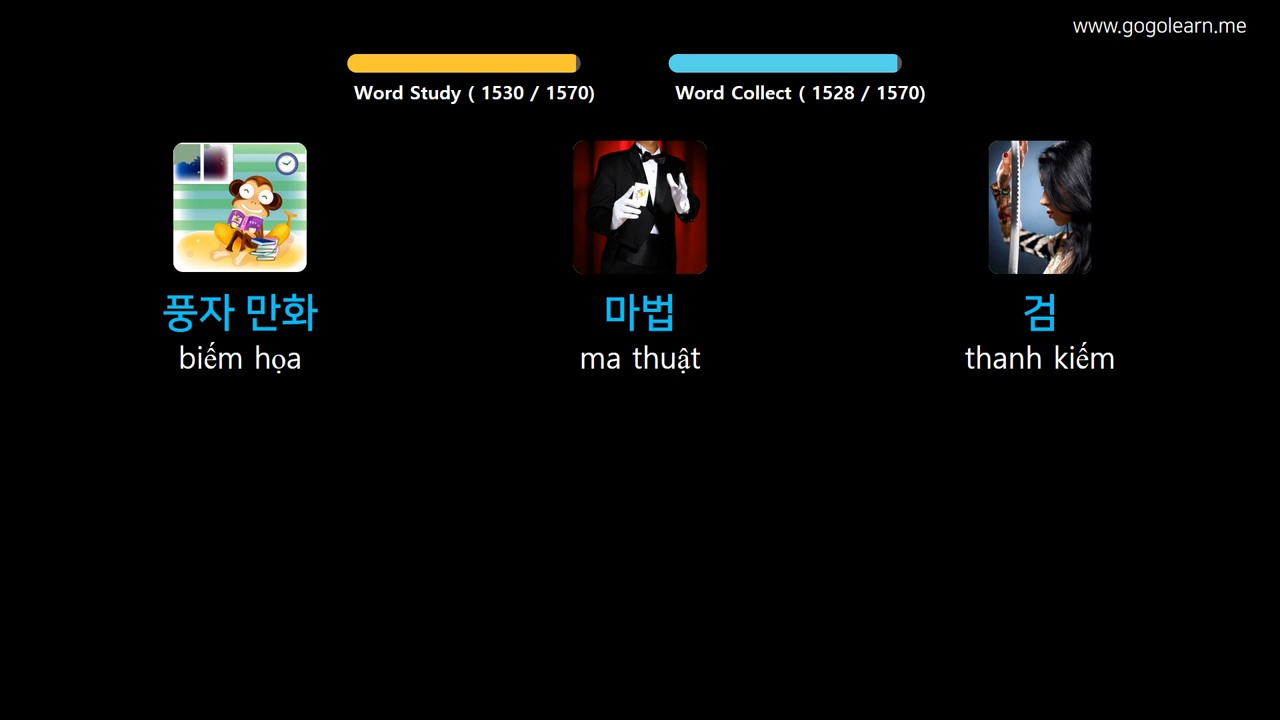 www.gogolearn.me
Word Study ( 1530 / 1570)
Word Collect ( 1528 / 1570)
풍자 만화
마법
검
biếm họa
ma thuật
thanh kiếm